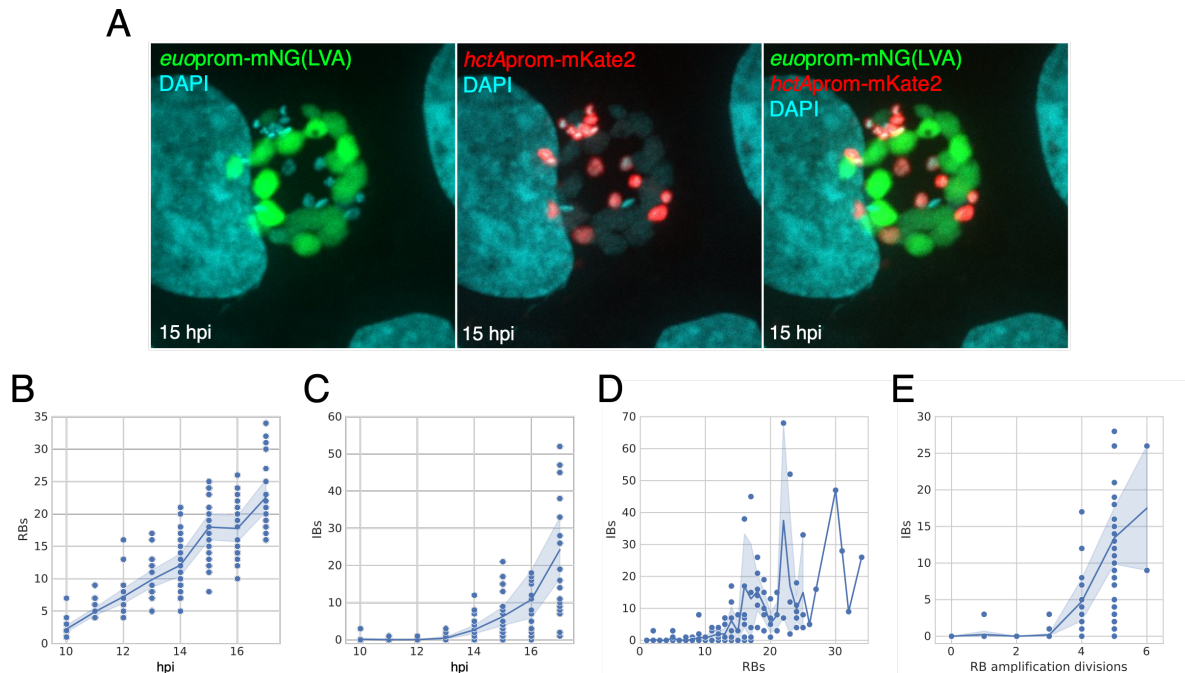 A
euoprom-mNG(LVA)
DAPI
15 hpi
hctAprom-mKate2
DAPI
15 hpi
euoprom-mNG(LVA)
hctAprom-mKate2
DAPI
15 hpi
B
35
30
25
20
15
10
5
0
RBs
10 12 14 16
hpi
C
60
50
40
30
20
10
0
IBs
10 12 14 16
hpi
D
70
60
50
40
30
20
10
0
IBs
0 10 20 30
RBs
E
30
25
20
15
10
5
0
IBs
0 2 4 6
RB amplification divisions